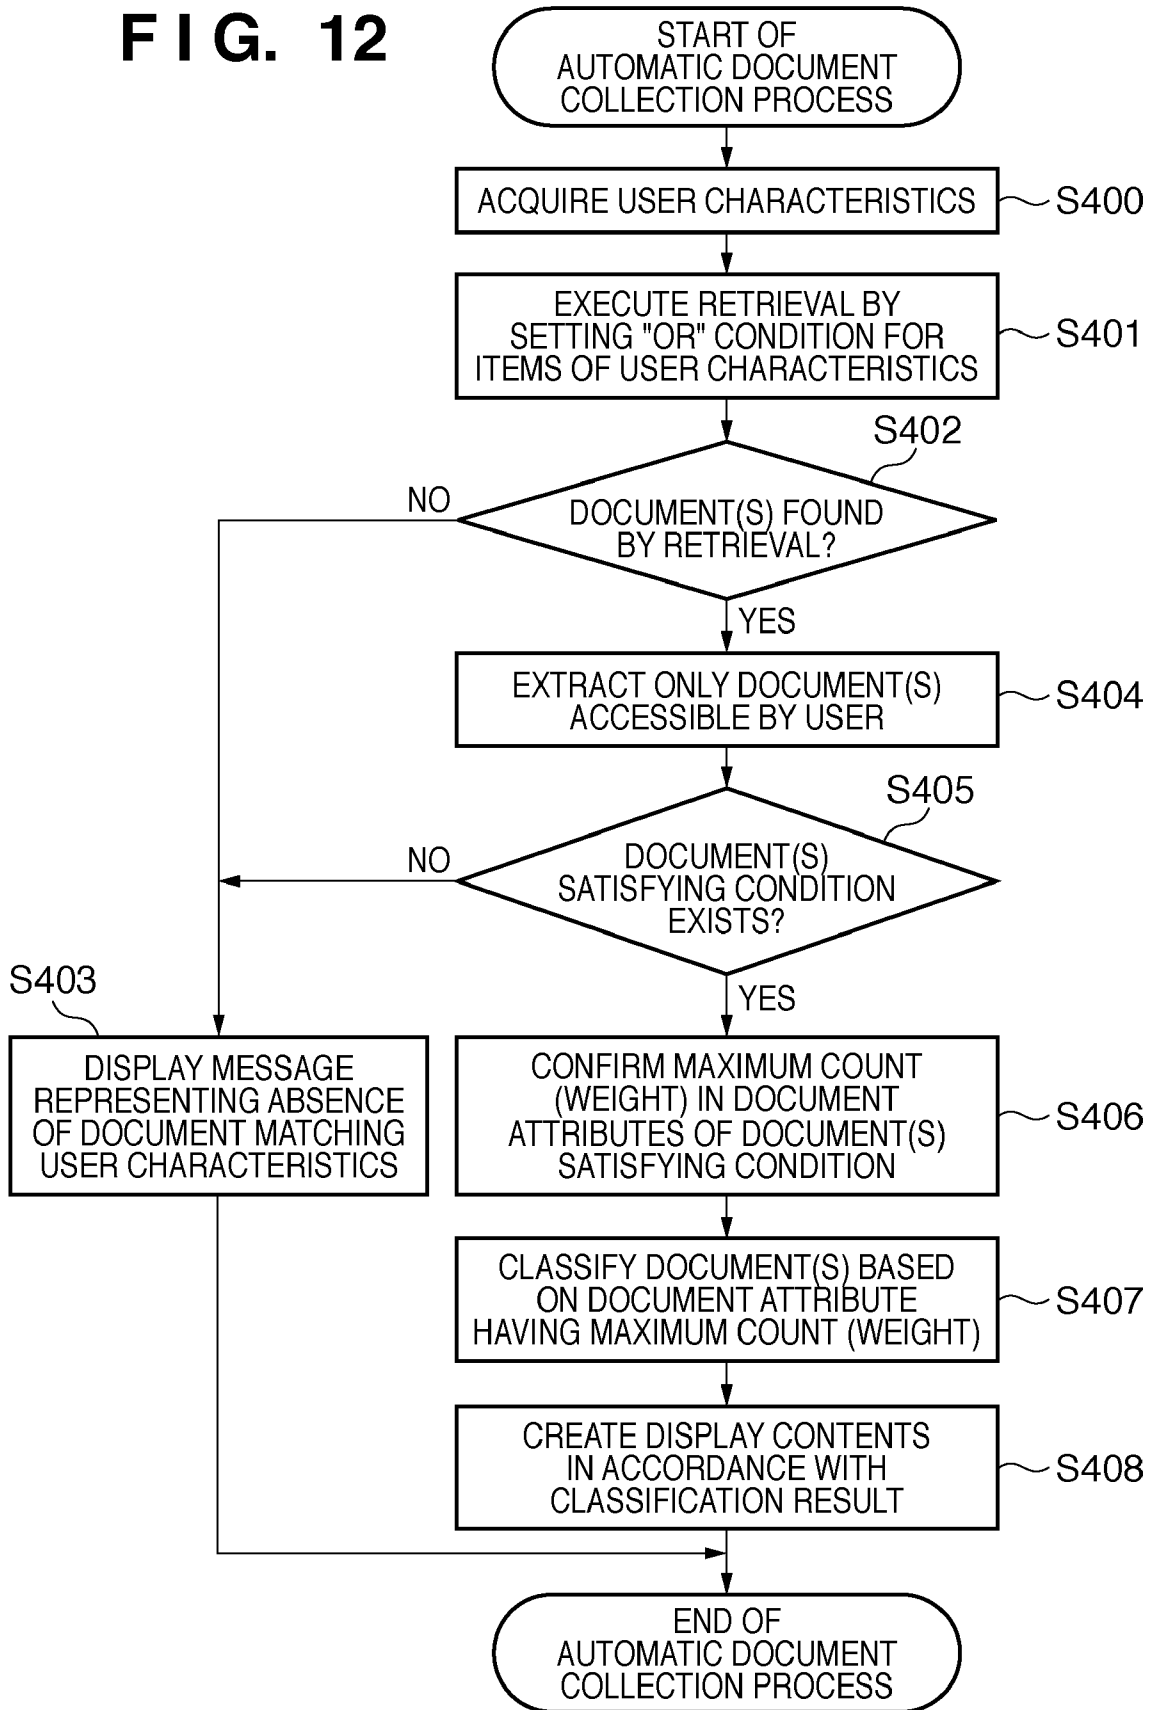 FIG. 12
START OF
AUTOMATIC DOCUMENT
COLLECTION PROCESS
ACQUIRE USER CHARACTERISTICS
S400
EXECUTE RETRIEVAL BY
SETTING "OR" CONDITION FOR
ITEMS OF USER CHARACTERISTICS
S401
S402
NO
DOCUMENT(S) FOUND
BY RETRIEVAL?
YES
EXTRACT ONLY DOCUMENT(S)
ACCESSIBLE BY USER
S404
S405
NO
DOCUMENT(S)
SATISFYING CONDITION
EXISTS?
YES
S403
DISPLAY MESSAGE
REPRESENTING ABSENCE
OF DOCUMENT MATCHING
USER CHARACTERISTICS
CONFIRM MAXIMUM COUNT
(WEIGHT) IN DOCUMENT
ATTRIBUTES OF DOCUMENT(S)
SATISFYING CONDITION
S406
CLASSIFY DOCUMENT(S) BASED
ON DOCUMENT ATTRIBUTE
HAVING MAXIMUM COUNT (WEIGHT)
S407
CREATE DISPLAY CONTENTS
IN ACCORDANCE WITH
CLASSIFICATION RESULT
S408
END OF
AUTOMATIC DOCUMENT
COLLECTION PROCESS